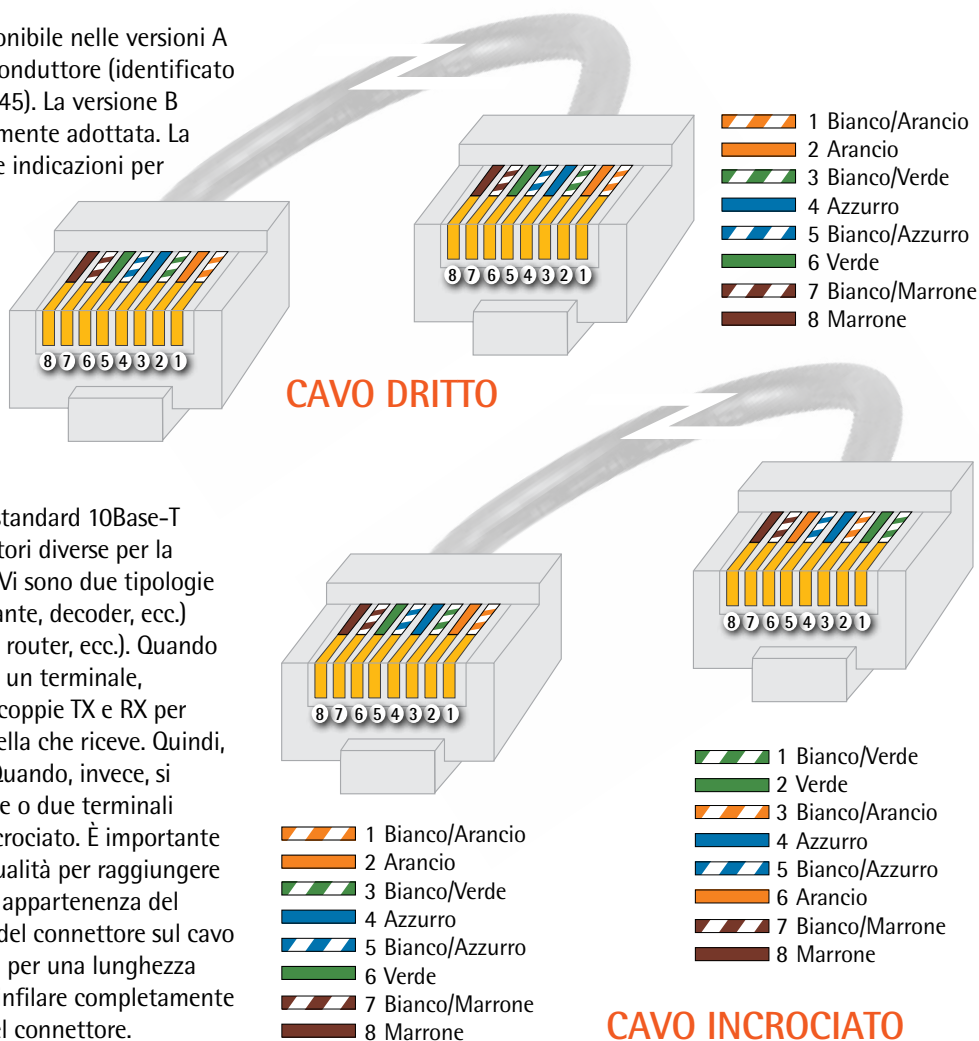 onibile nelle versioni A
onduttore (identificato
45). La versione B
mente adottata. La
e indicazioni per
1 Bianco/Arancio
2 Arancio
3 Bianco/Verde
4 Azzurro
5 Bianco/Azzurro
6 Verde
7 Bianco/Marrone
8 Marrone
8 7 6 5 4 3 2 1
8 7 6 5 4 3 2 1
CAVO DRITTO
standard 10Base-T
tori diverse per la
Vi sono due tipologie
ante, decoder, ecc.)
router, ecc.). Quando
un terminale,
coppie TX e RX per
ella che riceve. Quindi,
Quando, invece, si
e o due terminali
crociato. È importante
ualità per raggiungere
appartenenza del
del connettore sul cavo
per una lunghezza
nfilare completamente
el connettore.
8 7 6 5 4 3 2 1
8 7 6 5 4 3 2 1
1 Bianco/Arancio
2 Arancio
3 Bianco/Verde
4 Azzurro
5 Bianco/Azzurro
6 Verde
7 Bianco/Marrone
8 Marrone
1 Bianco/Verde
2 Verde
3 Bianco/Arancio
4 Azzurro
5 Bianco/Azzurro
6 Arancio
7 Bianco/Marrone
8 Marrone
CAVO INCROCIATO